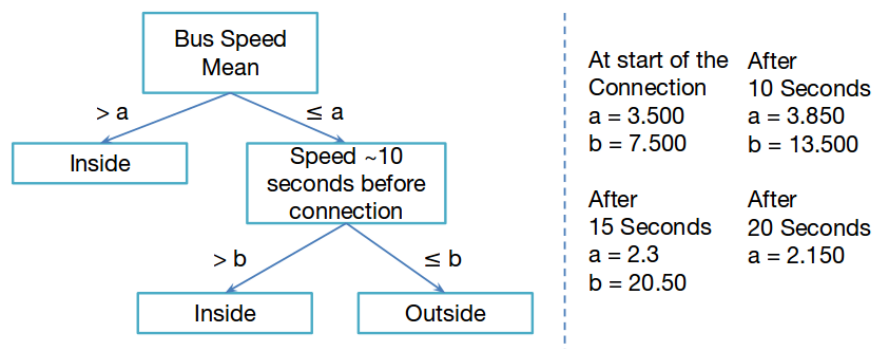 Bus Speed
Mean
> a
≤ a
Inside
Speed ~10
seconds before
connection
> b
≤ b
Inside
Outside
At start of the
Connection
a = 3.500
b = 7.500
After
10 Seconds
a = 3.850
b = 13.500
After
15 Seconds
a = 2.3
b = 20.50
After
20 Seconds
a = 2.150